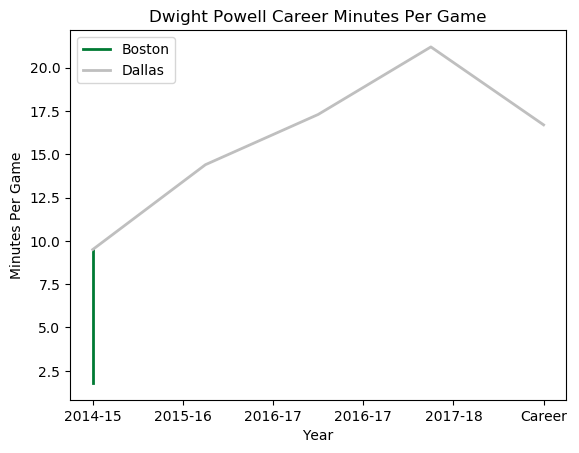 Dwight Powell Career Minutes Per Game
Boston
Dallas
20.0
17.5
15.0
12.5
10.0
7.5
5.0
2.5
Minutes Per Game
2014-15 2015-16 2016-17 2016-17 2017-18 Career
Year